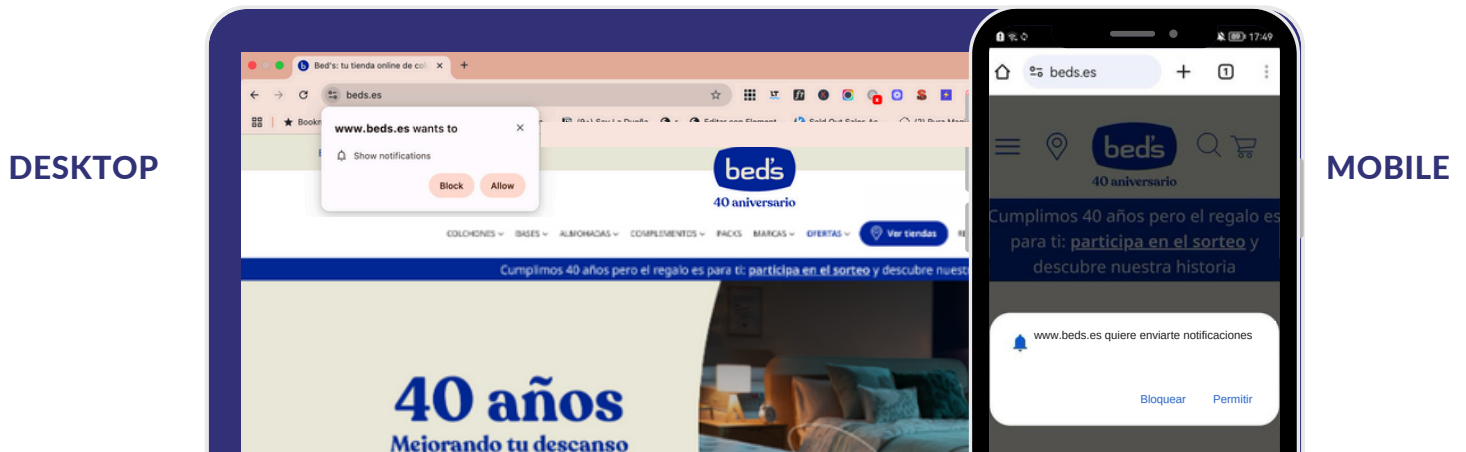 DESKTOP
Bed's: tu tienda online de col
beds.es
Bookm
www.beds.es wants to
Show notifications
Block
Allow
bed's
40 aniversario
COLCHONES
BASES
ALMOHADAS
COMPLEMENTOS
PACKS
MARCAS
OFERTAS
Ver tiendas
Cumplimos 40 años pero el regalo es para ti: participa en el sorteo y descubre nuest
40 años
Mejorando tu descanso
89
17:49
beds.es
1
bed's
40 aniversario
Cumplimos 40 años pero el regalo es
para ti: participa en el sorteo y
descubre nuestra historia
www.beds.es quiere enviarte notificaciones
Bloquear
Permitir
MOBILE